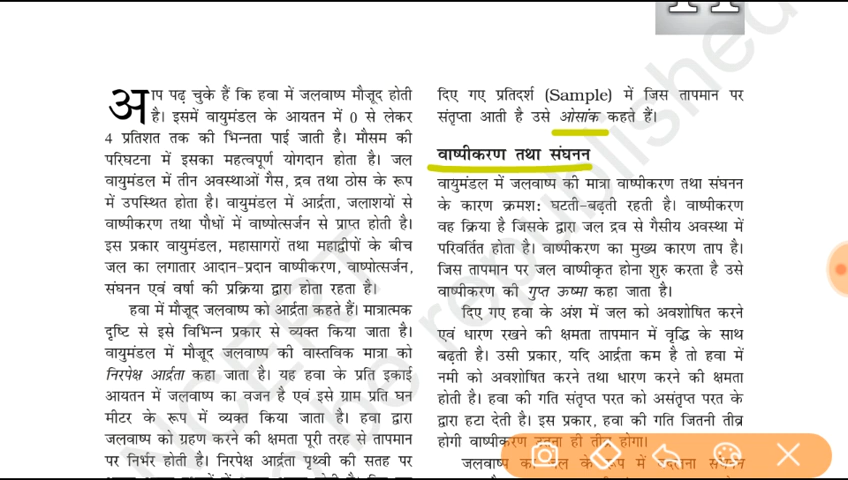 आप पढ़ चुके हैं कि हवा में जलवाष्प मौजूद होती
है। इसमें वायुमंडल के आयतन में 0 से लेकर
4 प्रतिशत तक की भिन्नता पाई जाती है। मौसम की
परिघटना में इसका महत्वपूर्ण योगदान होता है। जल
वायुमंडल में तीन अवस्थाओं गैस, द्रव तथा ठोस के रूप
में उपस्थित होता है। वायुमंडल में आर्द्रता, जलाशयों से
वाष्पीकरण तथा पौधों में वाष्पोत्सर्जन से प्राप्त होती है।
इस प्रकार वायुमंडल, महासागरों तथा महाद्वीपों के बीच
जल का लगातार आदान-प्रदान वाष्पीकरण, वाष्पोत्सर्जन,
संघनन एवं वर्षा की प्रक्रिया द्वारा होता रहता है।
हवा में मौजूद जलवाष्प को आर्द्रता कहते हैं। मात्रात्मक
दृष्टि से इसे विभिन्न प्रकार से व्यक्त किया जाता है।
वायुमंडल में मौजूद जलवाष्प की वास्तविक मात्रा को
निरपेक्ष आर्द्रता कहा जाता है। यह हवा के प्रति इकाई
आयतन में जलवाष्प का वजन है एवं इसे ग्राम प्रति घन
मीटर के रूप में व्यक्त किया जाता है। हवा द्वारा
जलवाष्प को ग्रहण करने की क्षमता पूरी तरह से तापमान
पर निर्भर होती है। निरपेक्ष आर्द्रता पृथ्वी की सतह पर
दिए गए प्रतिदर्श (Sample) में जिस तापमान पर
संतृप्ता आती है उसे ओसांक कहते हैं।
वाष्पीकरण तथा संघनन
वायुमंडल में जलवाष्प की मात्रा वाष्पीकरण तथा संघनन
के कारण क्रमश: घटती-बढ़ती रहती है। वाष्पीकरण
वह क्रिया है जिसके द्वारा जल द्रव से गैसीय अवस्था में
परिवर्तित होता है। वाष्पीकरण का मुख्य कारण ताप है।
जिस तापमान पर जल वाष्पीकृत होना शुरु करता है उसे
वाष्पीकरण की गुप्त ऊष्मा कहा जाता है।
दिए गए हवा के अंश में जल को अवशोषित करने
एवं धारण रखने की क्षमता तापमान में वृद्धि के साथ
बढ़ती है। उसी प्रकार, यदि आर्द्रता कम है तो हवा में
नमी को अवशोषित करने तथा धारण करने की क्षमता
होती है। हवा की गति संतृप्त परत को असंतृप्त परत के
द्वारा हटा देती है। इस प्रकार, हवा की गति जितनी तीव्र
होगी वाष्पीकरण उतना ही तीव्र होगा।
जलवाष्प का जल के रूप में बदलना संघनन
NCERT
be republished